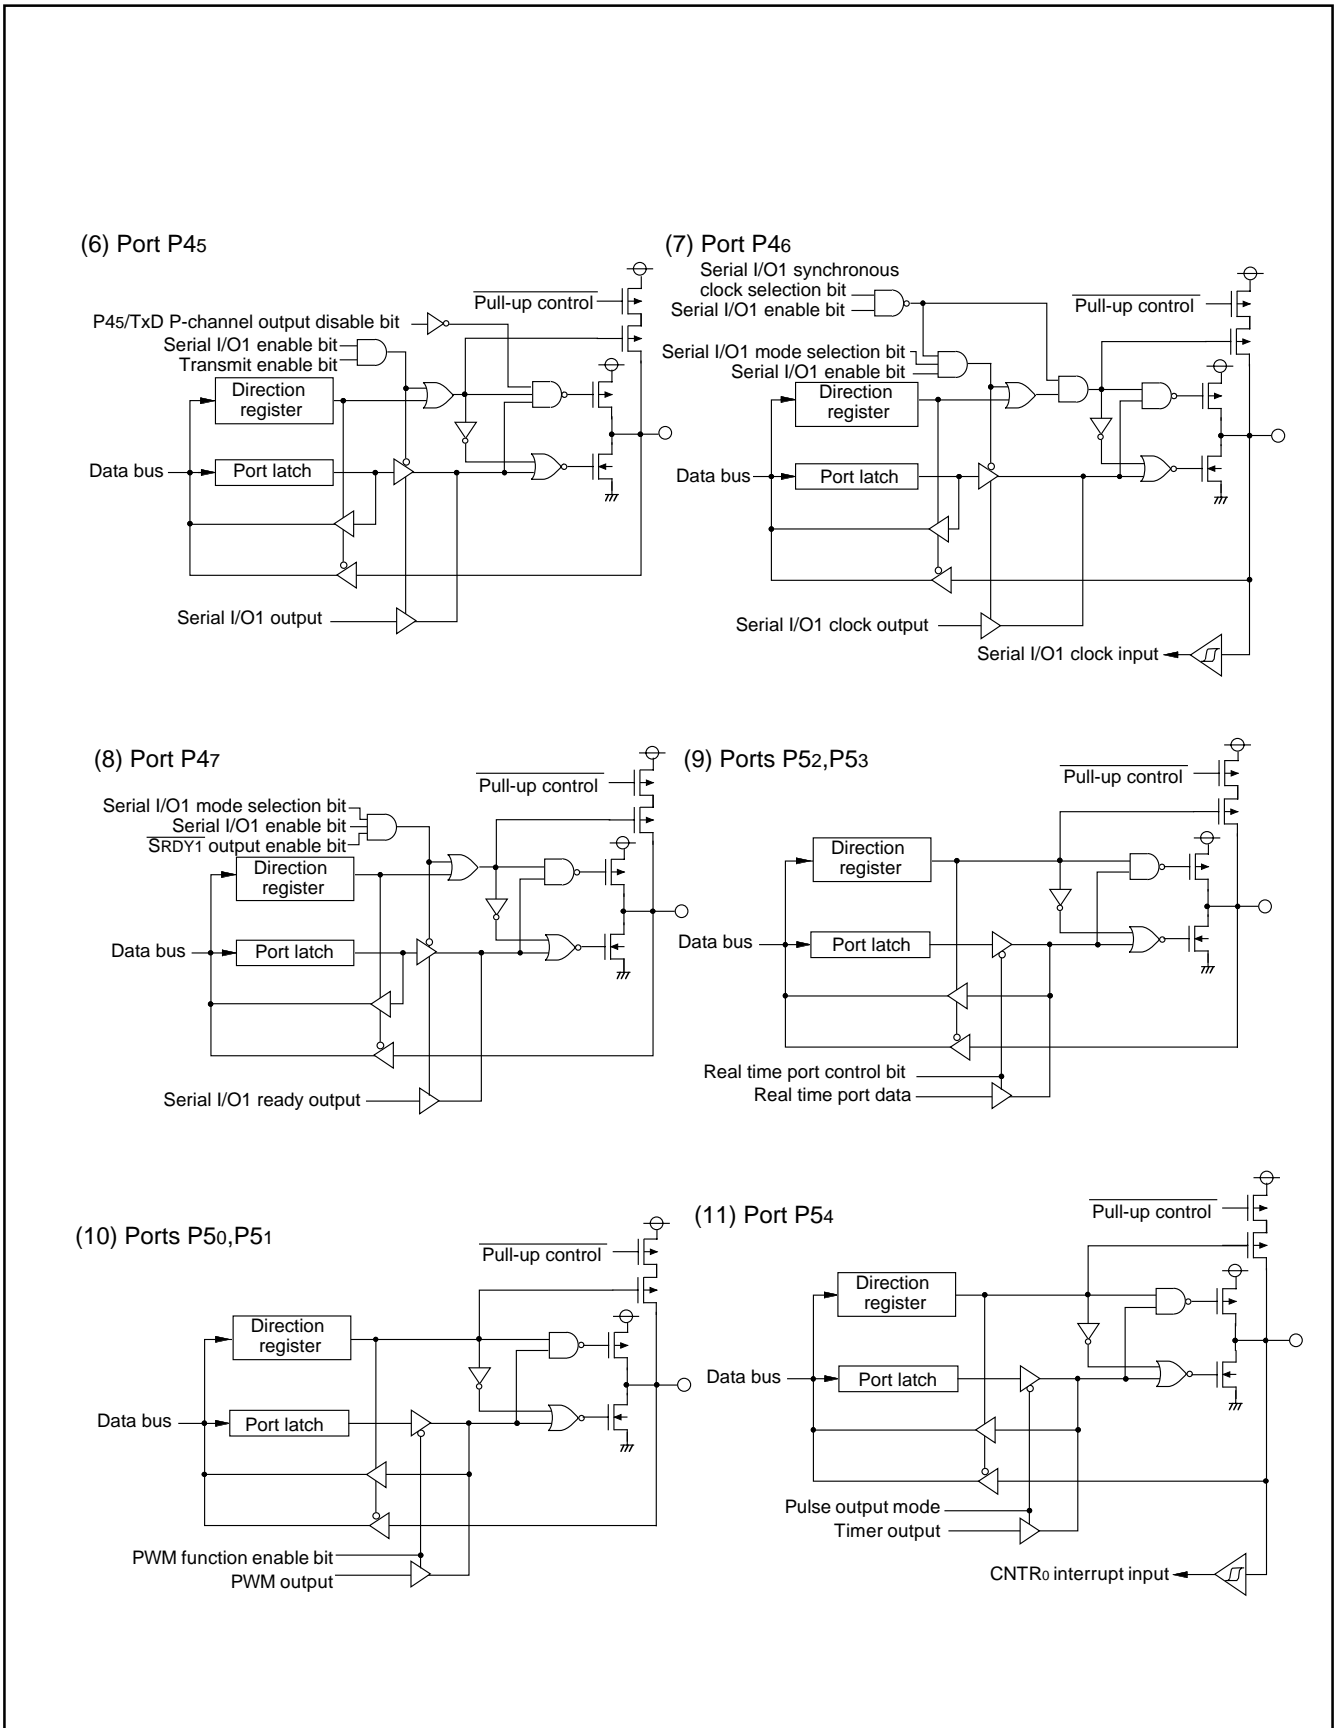 (6) Port P45
Pull-up control
P45/TxD P-channel output disable bit
Serial I/O1 enable bit
Transmit enable bit
Direction
register
Data bus
Port latch
Serial I/O1 output
(7) Port P46
Serial I/O1 synchronous
clock selection bit
Serial I/O1 enable bit
Pull-up control
Serial I/O1 mode selection bit
Serial I/O1 enable bit
Direction
register
Data bus
Port latch
Serial I/O1 clock output
Serial I/O1 clock input
(8) Port P47
Pull-up control
Serial I/O1 mode selection bit
Serial I/O1 enable bit
SRDY1 output enable bit
Direction
register
Data bus
Port latch
Serial I/O1 ready output
(9) Ports P52,P53
Pull-up control
Direction
register
Data bus
Port latch
Real time port control bit
Real time port data
(10) Ports P50,P51
Pull-up control
Direction
register
Data bus
Port latch
PWM function enable bit
PWM output
(11) Port P54
Pull-up control
Direction
register
Data bus
Port latch
Pulse output mode
Timer output
CNTR0 interrupt input